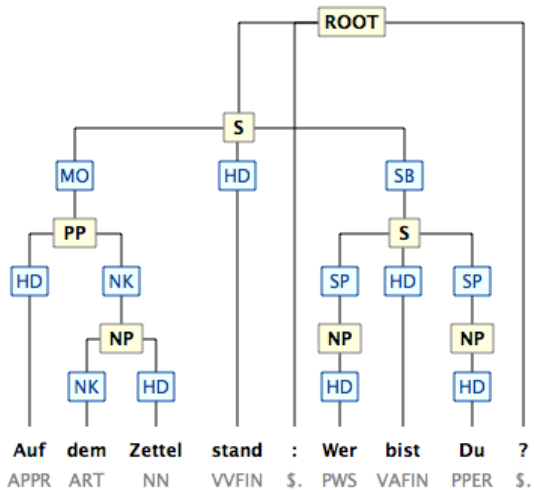 ROOT
S
MO HD SB
PP S
HD NK SP HD SP
NP NP NP
NK HD HD HD
Auf dem Zettel stand : Wer bist Du ?
APPR ART NN VVFIN $. PWS VAFIN PPER $.